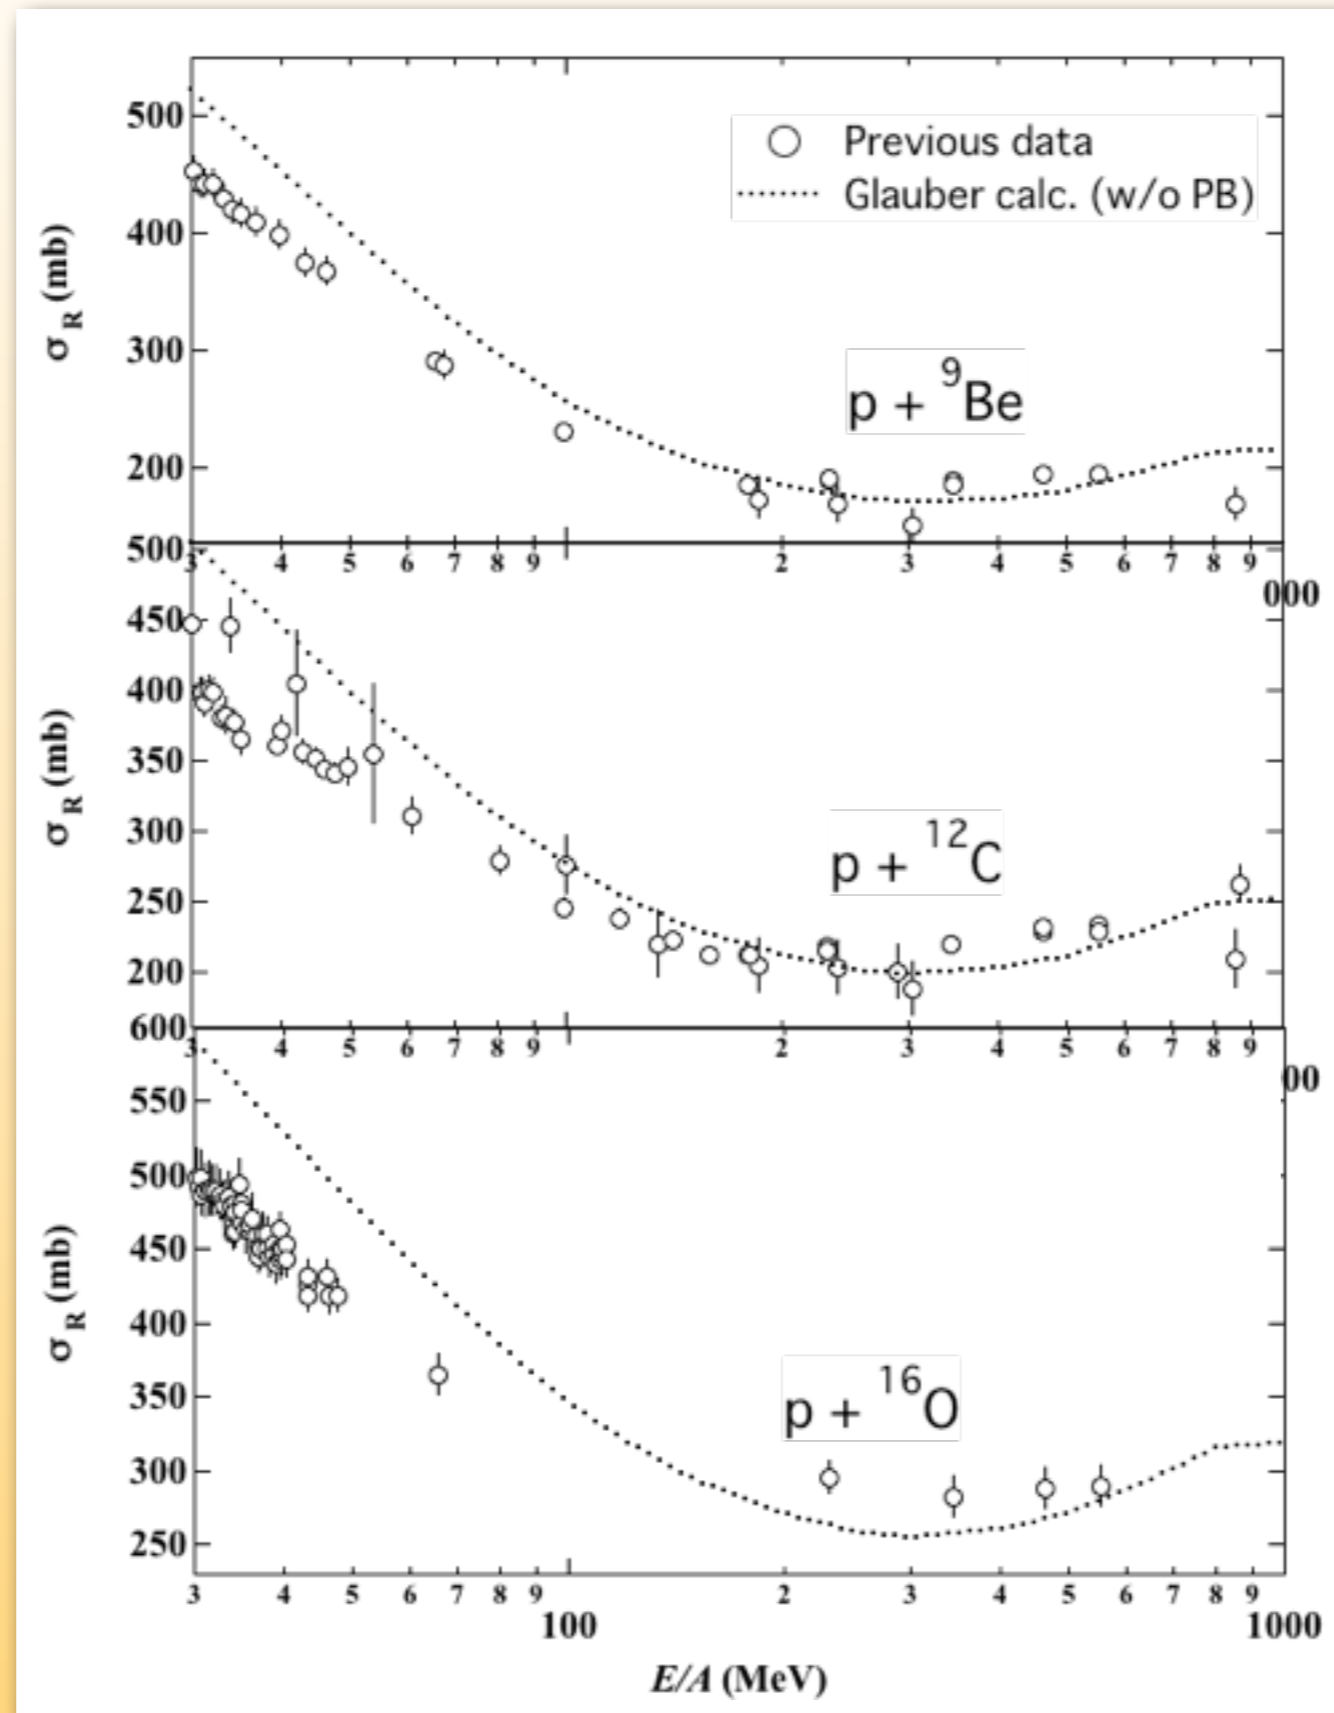 500
Previous data
Glauber calc. (w/o PB)
400
σR (mb)
300
p + 9Be
200
500
3 4 5 6 7 8 9 2 3 4 5 6 7 8 9
000
450
400
σR (mb)
350
300
p + 12C
250
200
600
3 4 5 6 7 8 9 2 3 4 5 6 7 8 9
00
550
500
450
σR (mb)
400
350
p + 16O
300
250
3 4 5 6 7 8 9 2 3 4 5 6 7 8 9
100 1000
E/A (MeV)